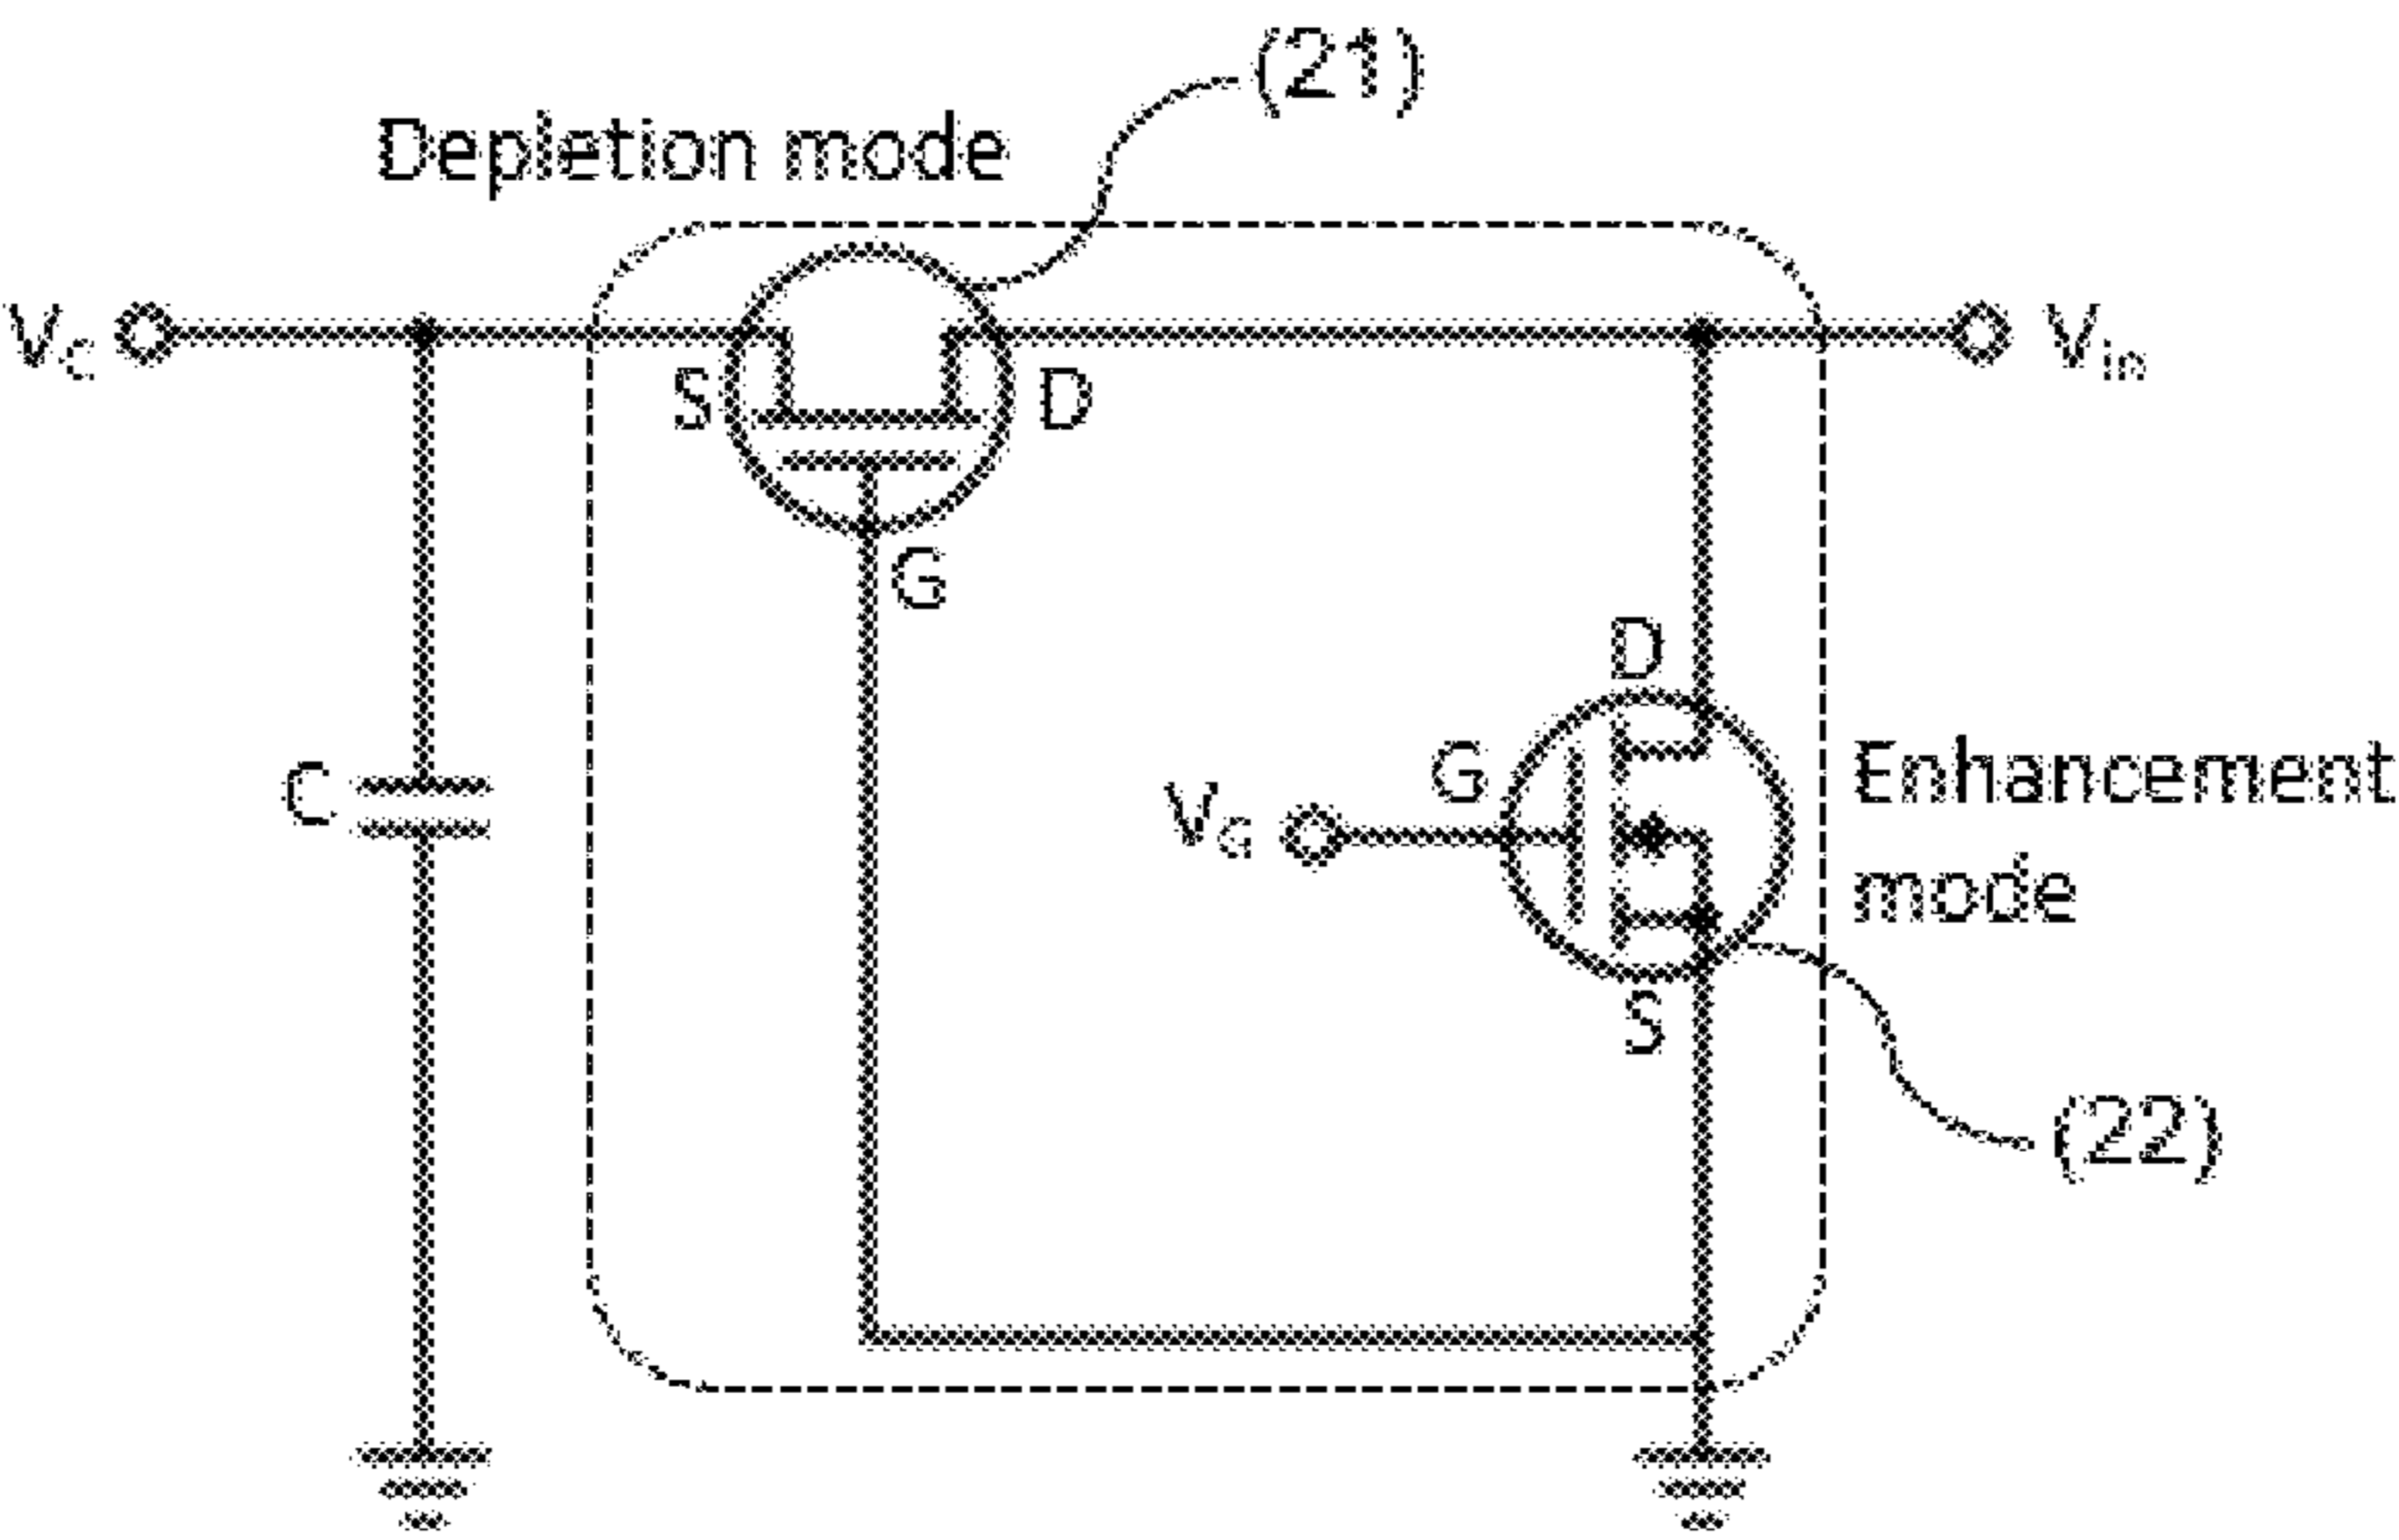 (21)
Depletion mode
VC
S
D
Vin
G
D
G
Enhancement
mode
C
VG
S
(22)